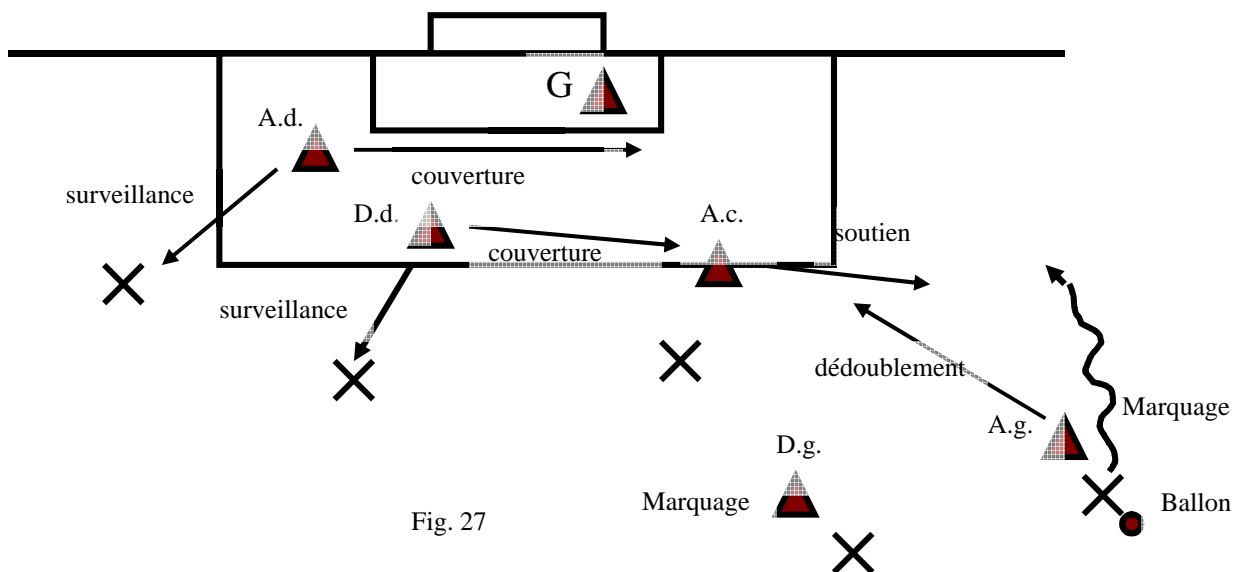 G
A.d.
couverture
surveillance
D.d.
A.c.
soutien
couverture
surveillance
dédoublement
Marquage
A.g.
D.g.
Marquage
Ballon
Fig. 27